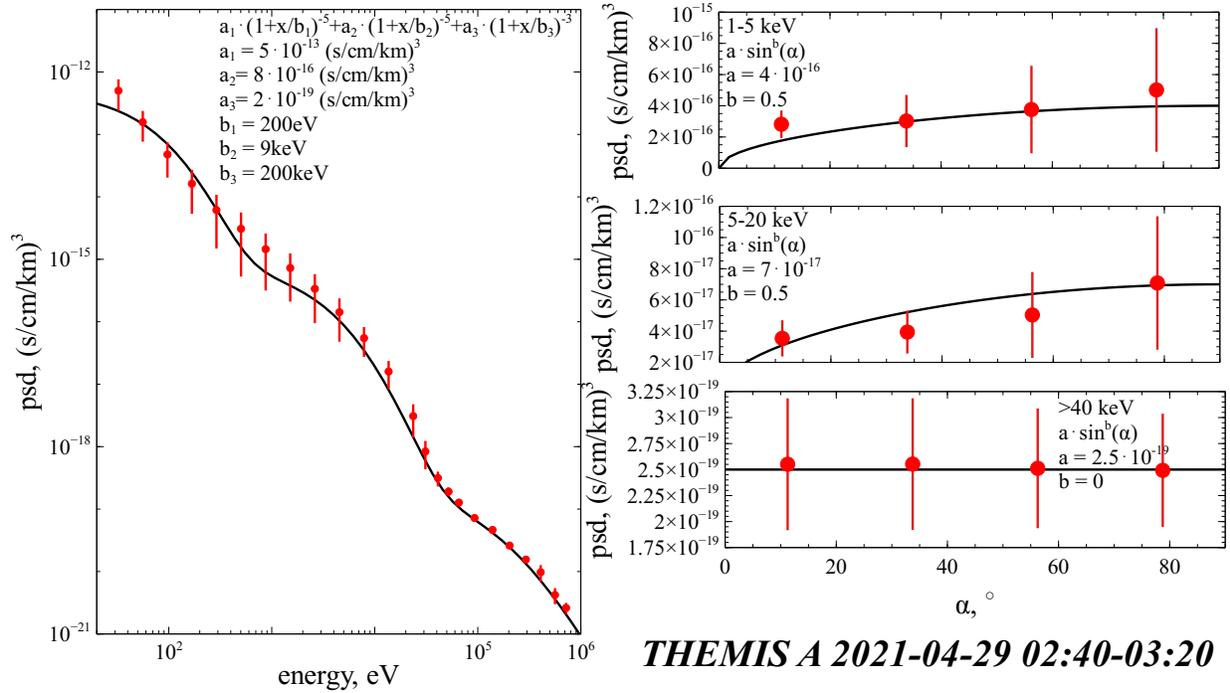 a₁·(1+x/b₁)⁻⁵+a₂·(1+x/b₂)⁻⁵+a₃·(1+x/b₃)⁻³
a₁ = 5·10⁻¹³ (s/cm/km)³
a₂= 8·10⁻¹⁶ (s/cm/km)³
a₃= 2·10⁻¹⁹ (s/cm/km)³
b₁ = 200eV
b₂ = 9keV
b₃ = 200keV
10⁻¹²
10⁻¹⁵
10⁻¹⁸
10⁻²¹
psd, (s/cm/km)³
10²
10⁵
10⁶
energy, eV
10⁻¹⁵
8×10⁻¹⁶
6×10⁻¹⁶
4×10⁻¹⁶
2×10⁻¹⁶
0
psd, (s/cm/km)³
1-5 keV
a·sinᵇ(α)
a = 4·10⁻¹⁶
b = 0.5
1.2×10⁻¹⁶
10⁻¹⁶
8×10⁻¹⁷
6×10⁻¹⁷
4×10⁻¹⁷
2×10⁻¹⁷
psd, (s/cm/km)³
5-20 keV
a·sinᵇ(α)
a = 7·10⁻¹⁷
b = 0.5
3.25×10⁻¹⁹
3×10⁻¹⁹
2.75×10⁻¹⁹
2.5×10⁻¹⁹
2.25×10⁻¹⁹
2×10⁻¹⁹
1.75×10⁻¹⁹
psd, (s/cm/km)³
>40 keV
a·sinᵇ(α)
a = 2.5·10⁻¹⁹
b = 0
0 20 40 60 80
α, °
THEMIS A 2021-04-29 02:40-03:20